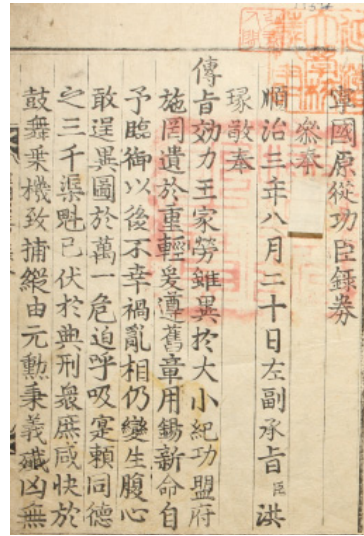 寧國原從功臣錄券
叅奉
順治三年八月二十日左副承旨臣洪
瑑敬奉
傳旨効力王家勞雖異於大小紀功盟府
施罔遺於重輕爰遵舊章用錫新命自
予臨御以後不幸禍亂相仍變生腹心
敢逞異圖於萬一危迫呼吸寔賴同德
之三千渠魁已伏於典刑衆庶咸快於
鼓舞乗機致捕縱由元勳秉義殲凶無